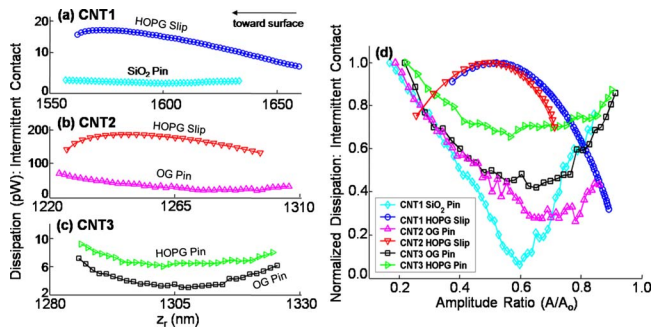 (a) CNT1
HOPG Slip
toward surface
20
10
0
SiO2 Pin
1550
1600
1650
(b) CNT2
HOPG Slip
200
100
0
OG Pin
1220
1265
1310
(c) CNT3
10
6
2
HOPG Pin
OG Pin
1280
1305
1330
zr (nm)
Dissipation (pW): Intermittent Contact
(d)
1.0
0.8
0.6
0.4
0.2
0.0
CNT1 SiO2 Pin
CNT1 HOPG Slip
CNT2 OG Pin
CNT2 HOPG Slip
CNT3 OG Pin
CNT3 HOPG Pin
0.2
0.4
0.6
0.8
1.0
Amplitude Ratio (A/Ao)
Normalized Dissipation: Intermittent Contact